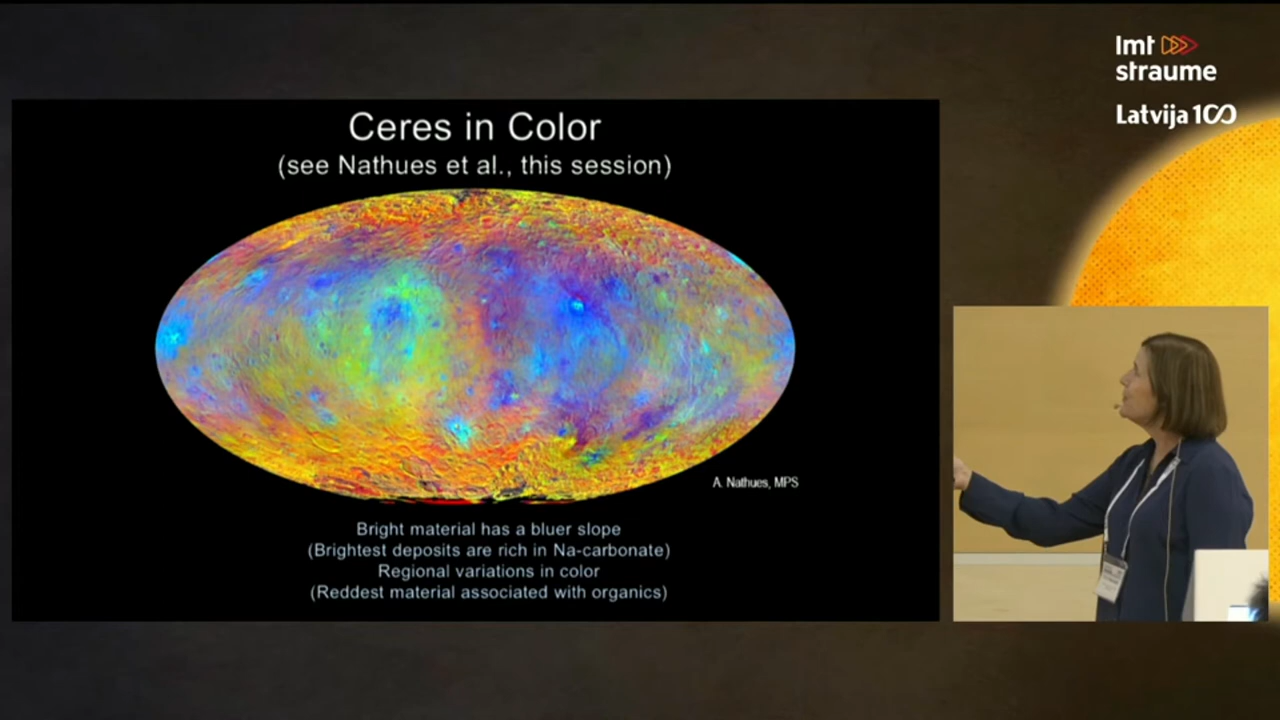 lmt
straume
Latvija 100
Ceres in Color
(see Nathues et al., this session)
A. Nathues, MPS
Bright material has a bluer slope
(Brightest deposits are rich in Na-carbonate)
Regional variations in color
(Reddest material associated with organics)